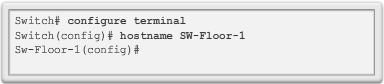 Switch# configure terminal
Switch(config)# hostname SW-Floor-1
Sw-Floor-1(config)#